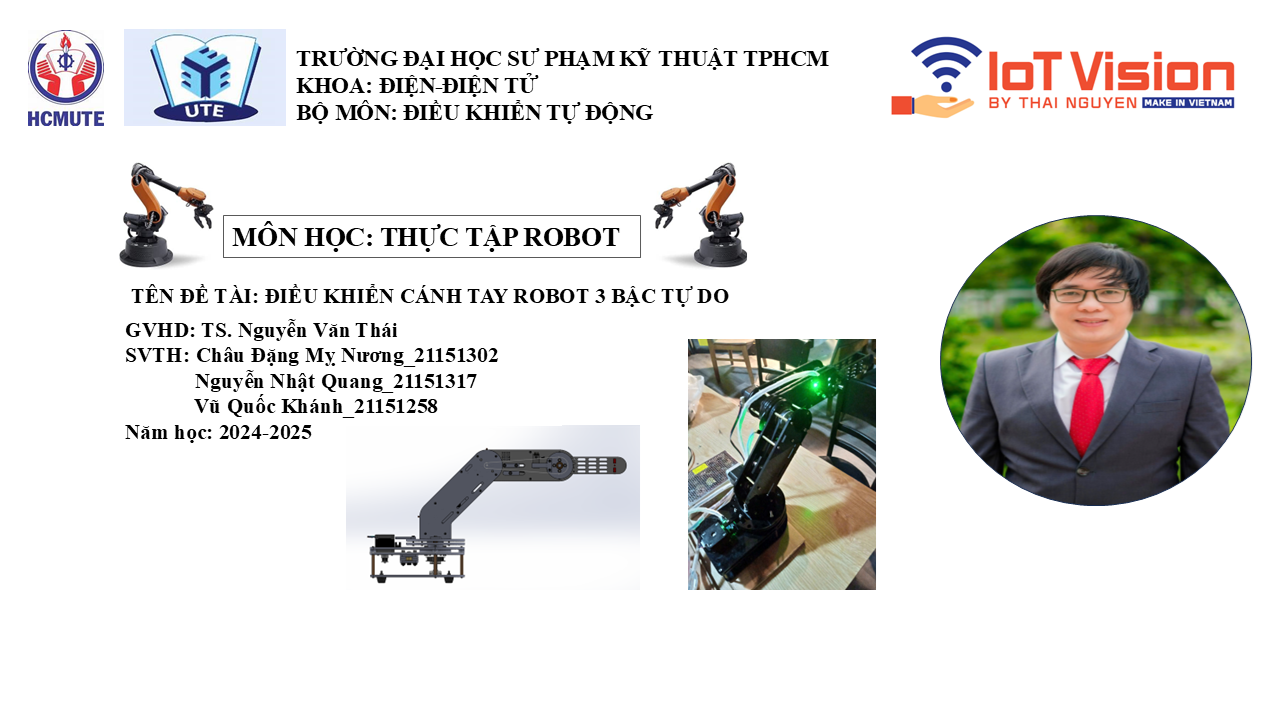 HCMUTE
UTE
TRƯỜNG ĐẠI HỌC SƯ PHẠM KỸ THUẬT TPHCM
KHOA: ĐIỆN-ĐIỆN TỬ
BỘ MÔN: ĐIỀU KHIỂN TỰ ĐỘNG
IoT Vision
BY THAI NGUYEN MAKE IN VIETNAM
MÔN HỌC: THỰC TẬP ROBOT
TÊN ĐỀ TÀI: ĐIỀU KHIỂN CÁNH TAY ROBOT 3 BẬC TỰ DO
GVHD: TS. Nguyễn Văn Thái
SVTH: Châu Đặng Mỵ Nương_21151302
Nguyễn Nhật Quang_21151317
Vũ Quốc Khánh_21151258
Năm học: 2024-2025